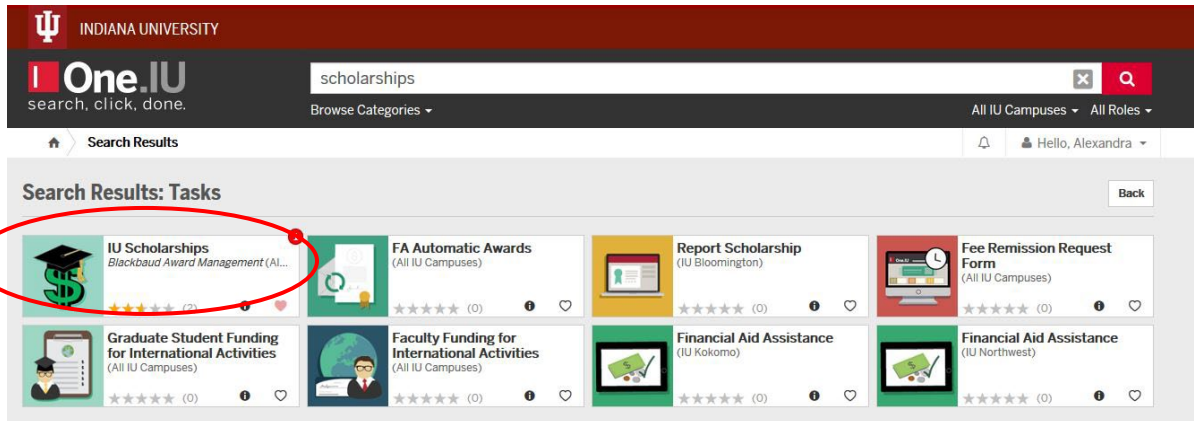 INDIANA UNIVERSITY
One.IU
search, click, done.
scholarships
Browse Categories
All IU Campuses
All Roles
Search Results
Hello, Alexandra
Search Results: Tasks
Back
IU Scholarships
Blackbaud Award Management (Al...
(2)
FA Automatic Awards
(All IU Campuses)
(0)
Report Scholarship
(IU Bloomington)
(0)
Fee Remission Request
Form
(All IU Campuses)
(0)
Graduate Student Funding
for International Activities
(All IU Campuses)
(0)
Faculty Funding for
International Activities
(All IU Campuses)
(0)
Financial Aid Assistance
(IU Kokomo)
(0)
Financial Aid Assistance
(IU Northwest)
(0)